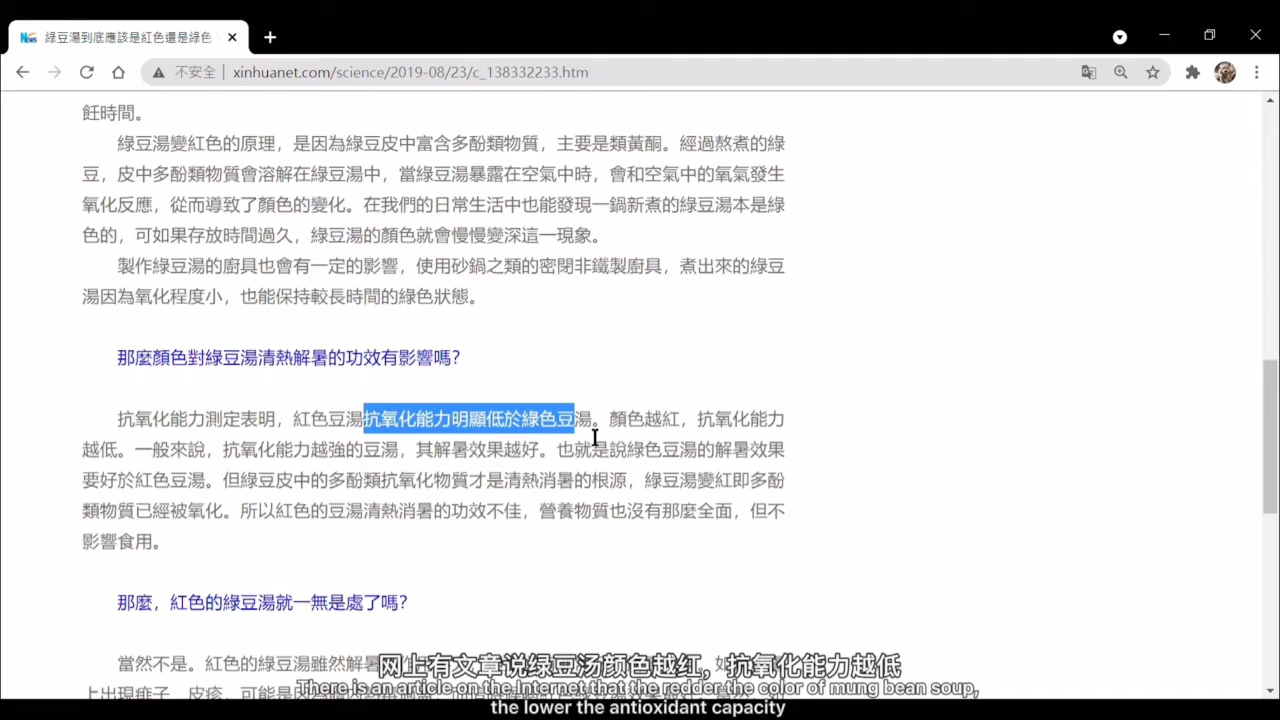 綠豆湯到底應該是紅色還是綠色
不安全
xinhuanet.com/science/2019-08/23/c_138332233.htm
飪時間。
綠豆湯變紅色的原理，是因為綠豆皮中富含多酚類物質，主要是類黃酮。經過熬煮的綠
豆，皮中多酚類物質會溶解在綠豆湯中，當綠豆湯暴露在空氣中時，會和空氣中的氧氣發生
氧化反應，從而導致了顏色的變化。在我們的日常生活中也能發現一鍋新煮的綠豆湯本是綠
色的，可如果存放時間過久，綠豆湯的顏色就會慢慢變深這一現象。
製作綠豆湯的廚具也會有一定的影響，使用砂鍋之類的密閉非鐵製廚具，煮出來的綠豆
湯因為氧化程度小，也能保持較長時間的綠色狀態。
那麼顏色對綠豆湯清熱解暑的功效有影響嗎？
抗氧化能力測定表明，紅色豆湯抗氧化能力明顯低於綠色豆湯。顏色越紅，抗氧化能力
越低。一般來說，抗氧化能力越強的豆湯，其解暑效果越好。也就是說綠色豆湯的解暑效果
要好於紅色豆湯。但綠豆皮中的多酚類抗氧化物質才是清熱消暑的根源，綠豆湯變紅即多酚
類物質已經被氧化。所以紅色的豆湯清熱消暑的功效不佳，營養物質也沒有那麼全面，但不
影響食用。
那麼，紅色的綠豆湯就一無是處了嗎？
當然不是。紅色的綠豆湯雖然解暑
网上有文章说绿豆汤颜色越红，抗氧化能力越低
There is an article on the Internet that the redder the color of mung bean soup,
the lower the antioxidant capacity